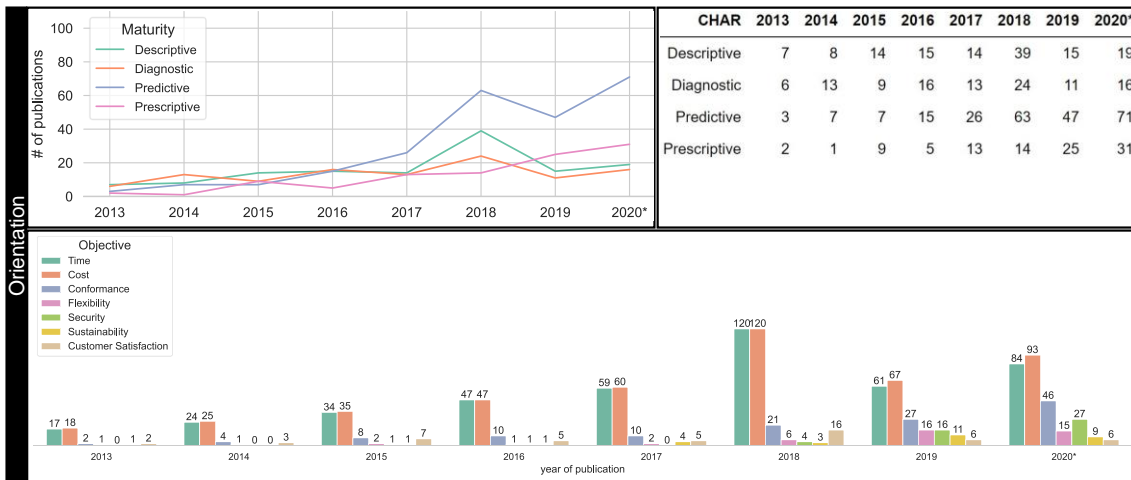 Orientation
Maturity
Descriptive
Diagnostic
Predictive
Prescriptive
# of publications
100
80
60
40
20
0
2013 2014 2015 2016 2017 2018 2019 2020*
CHAR 2013 2014 2015 2016 2017 2018 2019 2020*
Descriptive 7 8 14 15 14 39 15 19
Diagnostic 6 13 9 16 13 24 11 16
Predictive 3 7 7 15 26 63 47 71
Prescriptive 2 1 9 5 13 14 25 31
Objective
Time
Cost
Conformance
Flexibility
Security
Sustainability
Customer Satisfaction
17 18 2 1 0 1 2
24 25 4 1 0 0 3
34 35 8 2 1 1 7
47 47 10 1 1 1 5
59 60 10 2 0 4 5
120 120 21 6 4 3 16
61 67 27 16 16 11 6
84 93 46 15 27 9 6
2013 2014 2015 2016 2017 2018 2019 2020*
year of publication